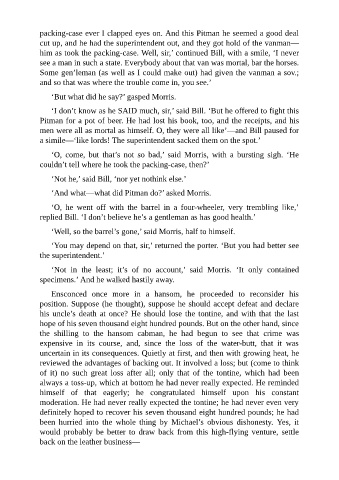 packing-case ever I clapped eyes on. And this Pitman he seemed a good deal
cut up, and he had the superintendent out, and they got hold of the vanman—
him as took the packing-case. Well, sir,’ continued Bill, with a smile, ‘I never
see a man in such a state. Everybody about that van was mortal, bar the horses.
Some gen’leman (as well as I could make out) had given the vanman a sov.;
and so that was where the trouble come in, you see.’
‘But what did he say?’ gasped Morris.
‘I don’t know as he SAID much, sir,’ said Bill. ‘But he offered to fight this
Pitman for a pot of beer. He had lost his book, too, and the receipts, and his
men were all as mortal as himself. O, they were all like’—and Bill paused for
a simile—‘like lords! The superintendent sacked them on the spot.’
‘O, come, but that’s not so bad,’ said Morris, with a bursting sigh. ‘He
couldn’t tell where he took the packing-case, then?’
‘Not he,’ said Bill, ‘nor yet nothink else.’
‘And what—what did Pitman do?’ asked Morris.
‘O, he went off with the barrel in a four-wheeler, very trembling like,’
replied Bill. ‘I don’t believe he’s a gentleman as has good health.’
‘Well, so the barrel’s gone,’ said Morris, half to himself.
‘You may depend on that, sir,’ returned the porter. ‘But you had better see
the superintendent.’
‘Not in the least; it’s of no account,’ said Morris. ‘It only contained
specimens.’ And he walked hastily away.
Ensconced once more in a hansom, he proceeded to reconsider his
position. Suppose (he thought), suppose he should accept defeat and declare
his uncle’s death at once? He should lose the tontine, and with that the last
hope of his seven thousand eight hundred pounds. But on the other hand, since
the shilling to the hansom cabman, he had begun to see that crime was
expensive in its course, and, since the loss of the water-butt, that it was
uncertain in its consequences. Quietly at first, and then with growing heat, he
reviewed the advantages of backing out. It involved a loss; but (come to think
of it) no such great loss after all; only that of the tontine, which had been
always a toss-up, which at bottom he had never really expected. He reminded
himself of that eagerly; he congratulated himself upon his constant
moderation. He had never really expected the tontine; he had never even very
definitely hoped to recover his seven thousand eight hundred pounds; he had
been hurried into the whole thing by Michael’s obvious dishonesty. Yes, it
would probably be better to draw back from this high-flying venture, settle
back on the leather business—